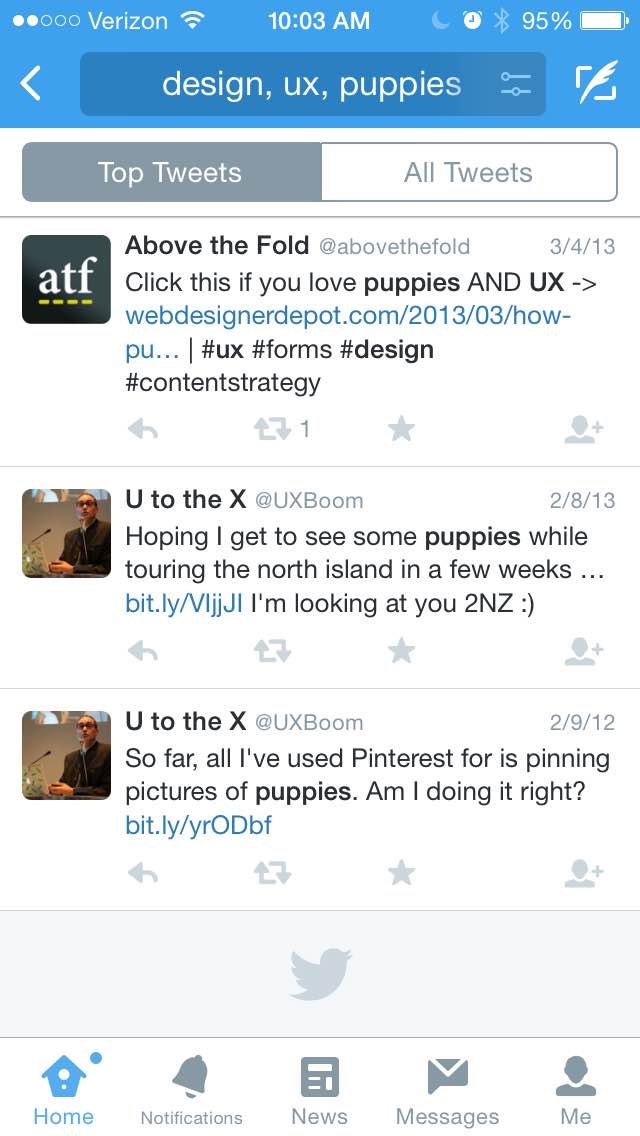 Verizon 10:03 AM 95%
design, ux, puppies
Top Tweets All Tweets
atf Above the Fold @abovethefold 3/4/13
Click this if you love puppies AND UX ->
webdesignerdepot.com/2013/03/how-
pu… | #ux #forms #design
#contentstrategy
1
U to the X @UXBoom 2/8/13
Hoping I get to see some puppies while
touring the north island in a few weeks …
bit.ly/VIjjJI I'm looking at you 2NZ :)
U to the X @UXBoom 2/9/12
So far, all I've used Pinterest for is pinning
pictures of puppies. Am I doing it right?
bit.ly/yrODbf
Home Notifications News Messages Me